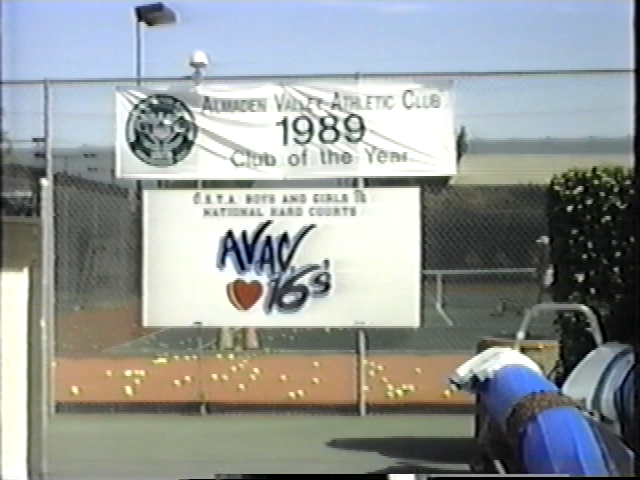 ALMADEN VALLEY ATHLETIC CLUB
1989
Club of the Year
U.S.T.A. BOYS AND GIRLS 16
NATIONAL HARD COURTS
AVAC
16's